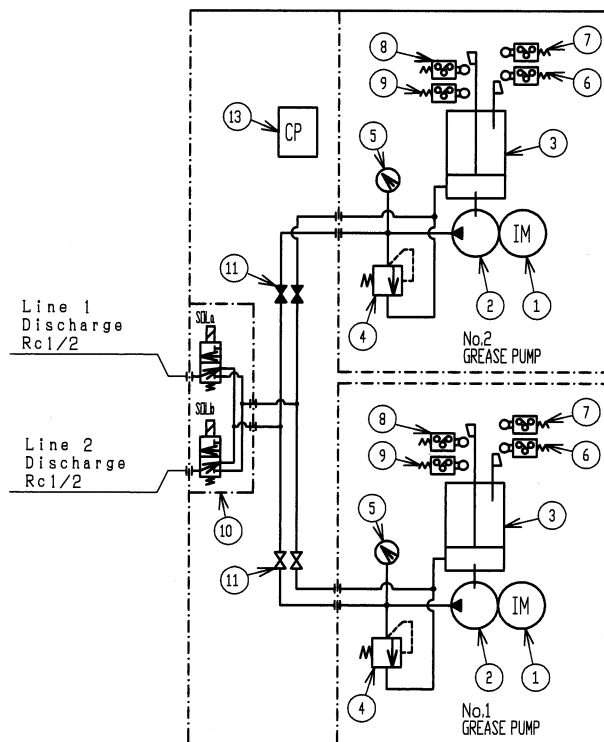 8
7
9
6
13
CP
5
3
IM
11
4
2
1
No.2
GREASE PUMP
Line 1
Discharge
Rc1/2
SOLa
SOLb
Line 2
Discharge
Rc1/2
10
8
7
9
6
5
3
11
IM
4
2
1
No.1
GREASE PUMP